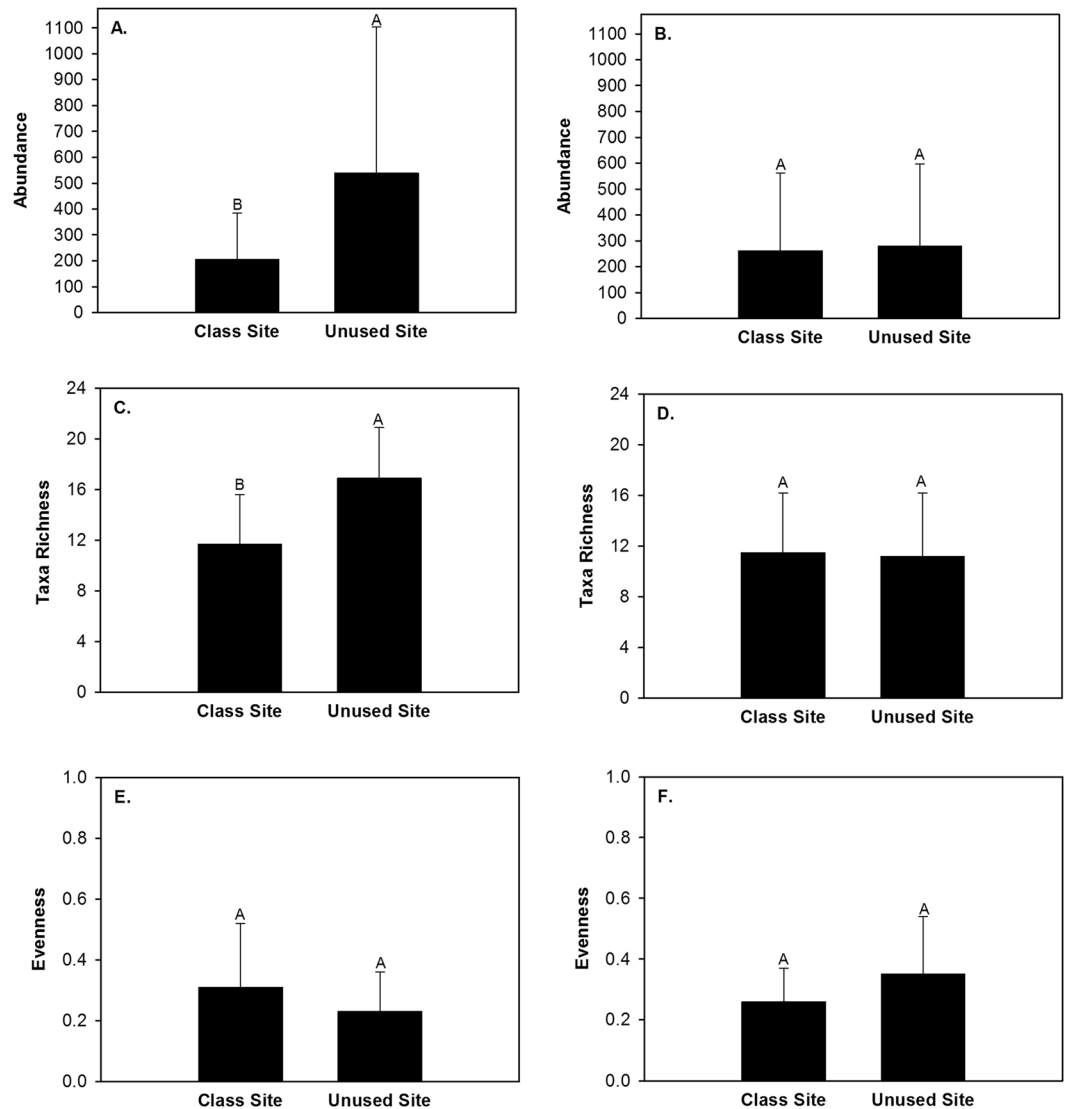 A.
Abundance
1100
1000
900
800
700
600
500
400
300
200
100
0
B
A
Class Site
Unused Site
B.
Abundance
1100
1000
900
800
700
600
500
400
300
200
100
0
A
A
Class Site
Unused Site
C.
Taxa Richness
24
20
16
12
8
4
0
B
A
Class Site
Unused Site
D.
Taxa Richness
24
20
16
12
8
4
0
A
A
Class Site
Unused Site
E.
Evenness
1.0
0.8
0.6
0.4
0.2
0.0
A
A
Class Site
Unused Site
F.
Evenness
1.0
0.8
0.6
0.4
0.2
0.0
A
A
Class Site
Unused Site